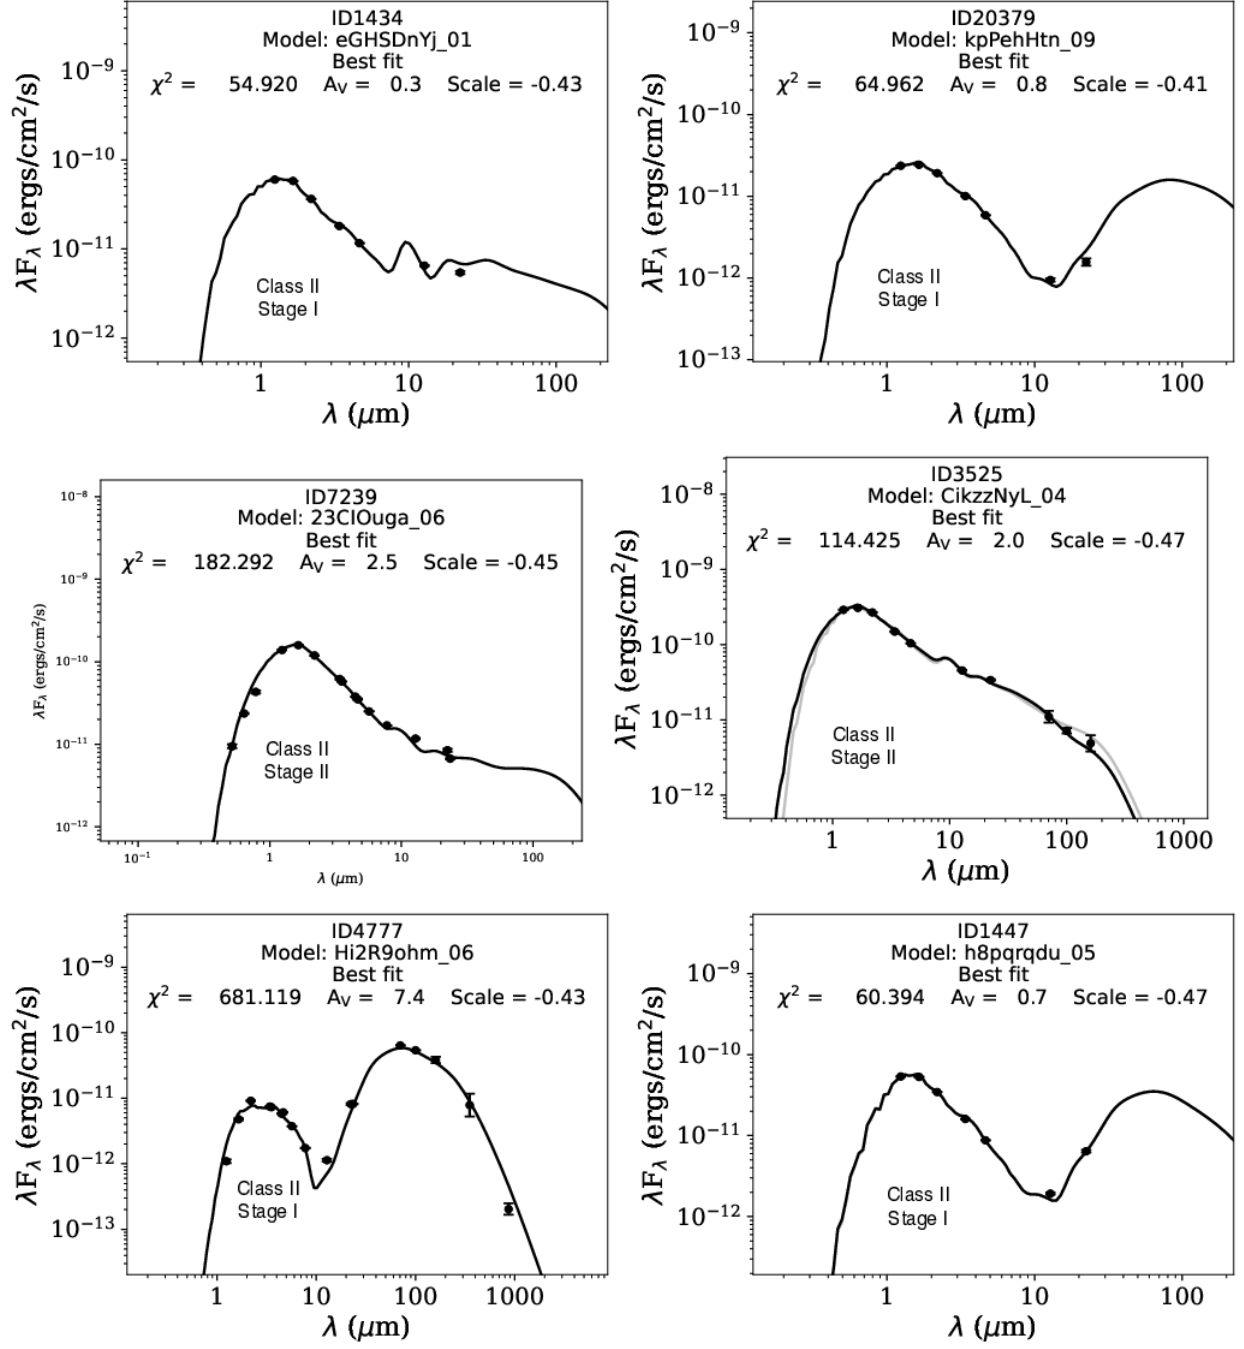 ID1434
Model: eGHSDnYj_01
Best fit
χ² = 54.920 A_V = 0.3 Scale = -0.43
10⁻⁹
10⁻¹⁰
10⁻¹¹
10⁻¹²
λF_λ (ergs/cm²/s)
Class II
Stage I
1 10 100
λ (μm)
ID20379
Model: kpPehHtn_09
Best fit
χ² = 64.962 A_V = 0.8 Scale = -0.41
10⁻⁹
10⁻¹⁰
10⁻¹¹
10⁻¹²
10⁻¹³
λF_λ (ergs/cm²/s)
Class II
Stage I
1 10 100
λ (μm)
ID7239
Model: 23CIOuga_06
Best fit
χ² = 182.292 A_V = 2.5 Scale = -0.45
10⁻⁸
10⁻⁹
10⁻¹⁰
10⁻¹¹
10⁻¹²
λF_λ (ergs/cm²/s)
Class II
Stage II
10⁻¹ 1 10 100
λ (μm)
ID3525
Model: CikzzNyL_04
Best fit
χ² = 114.425 A_V = 2.0 Scale = -0.47
10⁻⁸
10⁻⁹
10⁻¹⁰
10⁻¹¹
10⁻¹²
λF_λ (ergs/cm²/s)
Class II
Stage II
1 10 100 1000
λ (μm)
ID4777
Model: Hi2R9ohm_06
Best fit
χ² = 681.119 A_V = 7.4 Scale = -0.43
10⁻⁹
10⁻¹⁰
10⁻¹¹
10⁻¹²
10⁻¹³
λF_λ (ergs/cm²/s)
Class II
Stage I
1 10 100 1000
λ (μm)
ID1447
Model: h8pqrqdu_05
Best fit
χ² = 60.394 A_V = 0.7 Scale = -0.47
10⁻⁹
10⁻¹⁰
10⁻¹¹
10⁻¹²
λF_λ (ergs/cm²/s)
Class II
Stage I
1 10 100
λ (μm)